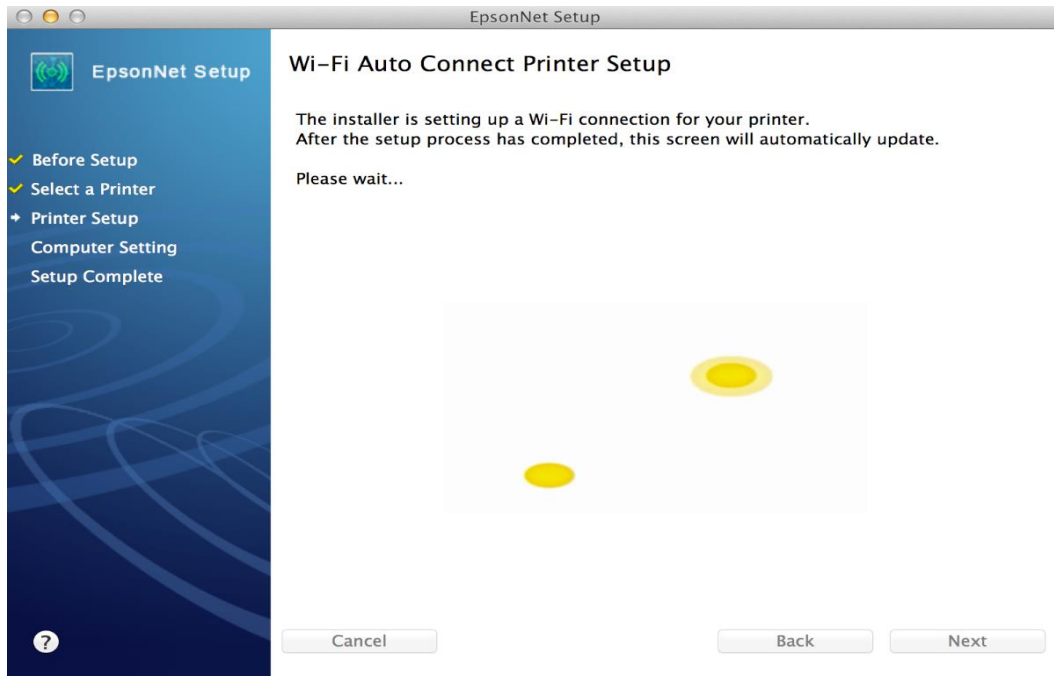 EpsonNet Setup
EpsonNet Setup
Before Setup
Select a Printer
Printer Setup
Computer Setting
Setup Complete
?
Wi-Fi Auto Connect Printer Setup
The installer is setting up a Wi-Fi connection for your printer.
After the setup process has completed, this screen will automatically update.
Please wait...
Cancel
Back
Next